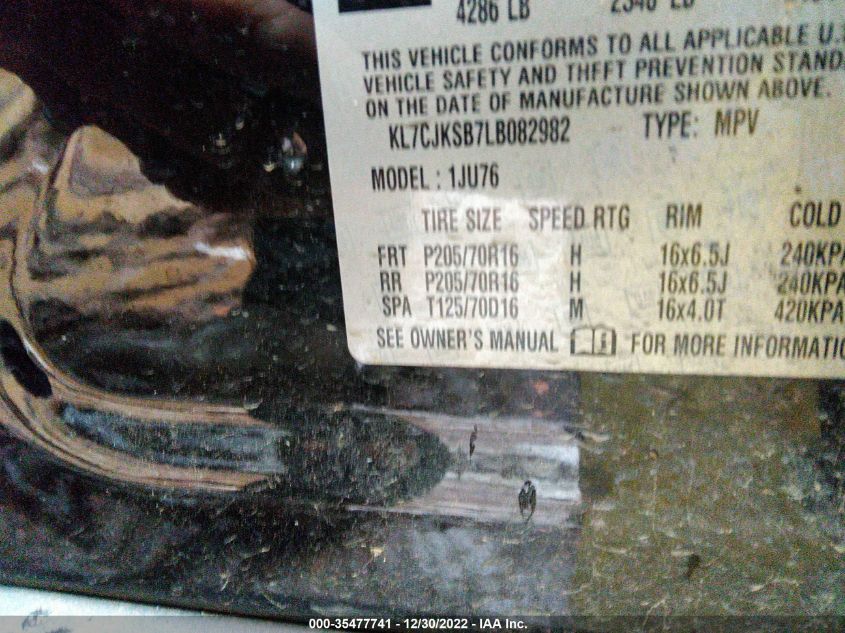 4286 LB 2340 LB
THIS VEHICLE CONFORMS TO ALL APPLICABLE U.
VEHICLE SAFETY AND THEFT PREVENTION STAND
ON THE DATE OF MANUFACTURE SHOWN ABOVE.
KL7CJKSB7LB082982 TYPE: MPV
MODEL: 1JU76
TIRE SIZE SPEED RTG RIM COLD
FRT P205/70R16 H 16x6.5J 240KPA
RR P205/70R16 H 16x6.5J 240KPA
SPA T125/70D16 M 16x4.0T 420KPA
SEE OWNER'S MANUAL FOR MORE INFORMATIO
000-35477741 - 12/30/2022 - IAA Inc.